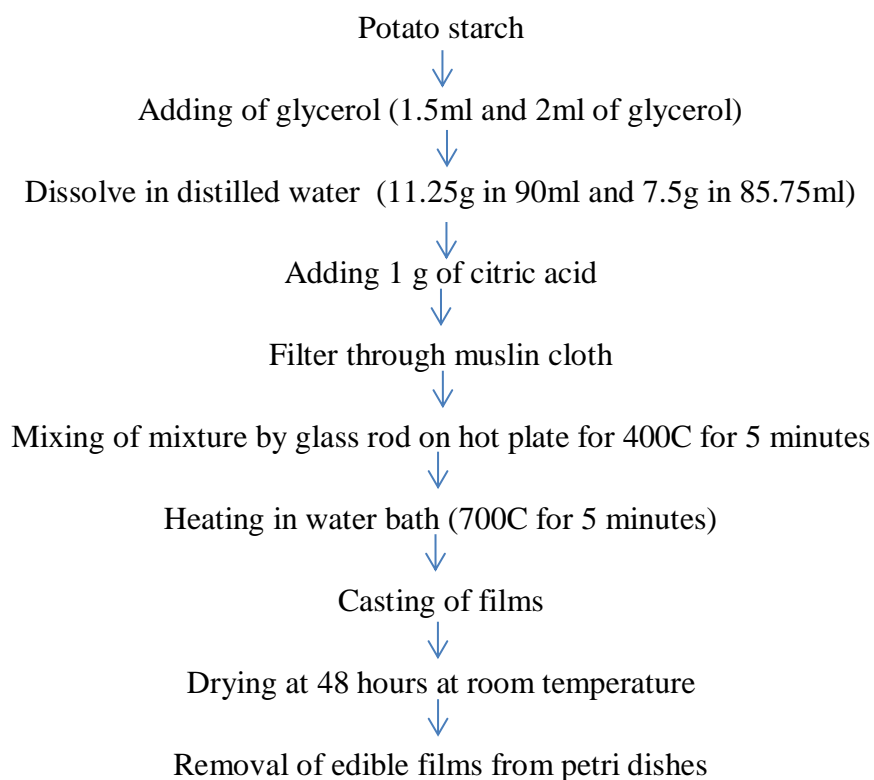 Potato starch
Adding of glycerol (1.5ml and 2ml of glycerol)
Dissolve in distilled water (11.25g in 90ml and 7.5g in 85.75ml)
Adding 1 g of citric acid
Filter through muslin cloth
Mixing of mixture by glass rod on hot plate for 400C for 5 minutes
Heating in water bath (700C for 5 minutes)
Casting of films
Drying at 48 hours at room temperature
Removal of edible films from petri dishes